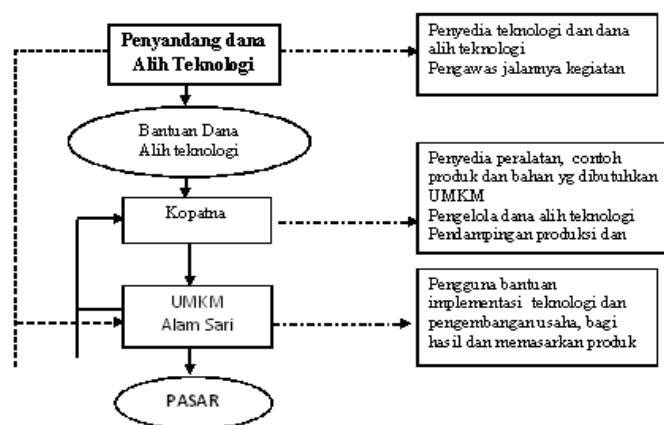 Penyandang dana
Alih Teknologi
Penyedia teknologi dan dana
alih teknologi
Pengawas jalannya kegiatan
Bantuan Dana
Alih teknologi
Penyedia peralatan, contoh
produk dan bahan yg dibutuhkan
UMKM
Pengelola dana alih teknologi
Pendampingan produksi dan
Kopatna
Pengguna bantuan
implementasi teknologi dan
pengembangan usaha, bagi
hasil dan memasarkan produk
UMKM
Alam Sari
PASAR